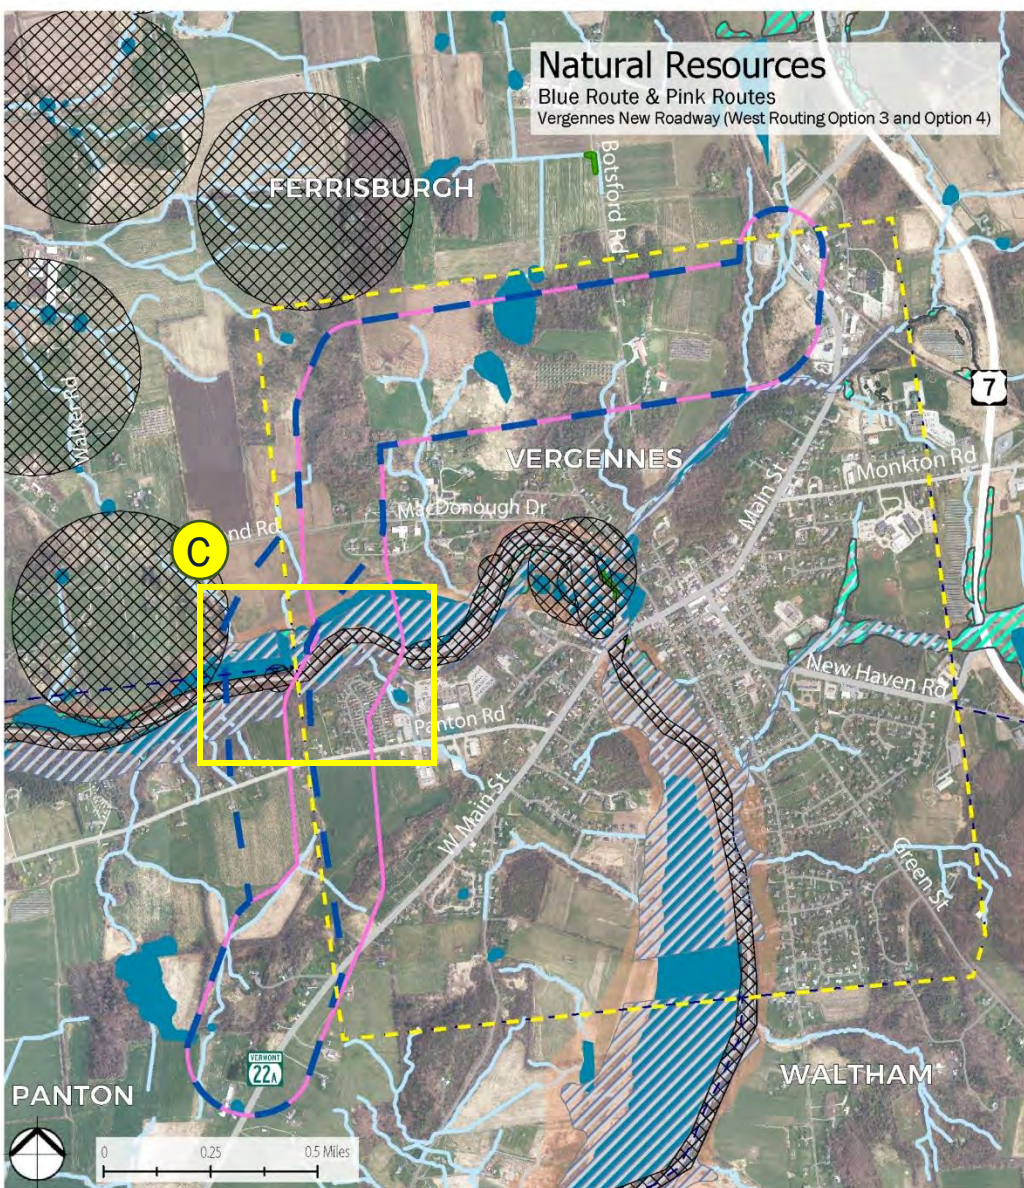 Natural Resources
Blue Route & Pink Routes
Vergennes New Roadway (West Routing Option 3 and Option 4)
Botsford Rd
FERRISBURGH
7
Walker Rd
VERGENNES
Main St
Monkton Rd
MacDonough Dr
nd Rd
C
New Haven Rd
Panton Rd
W Main St
Green St
VERMONT
22A
WALTHAM
PANTON
0 0.25 0.5 Miles